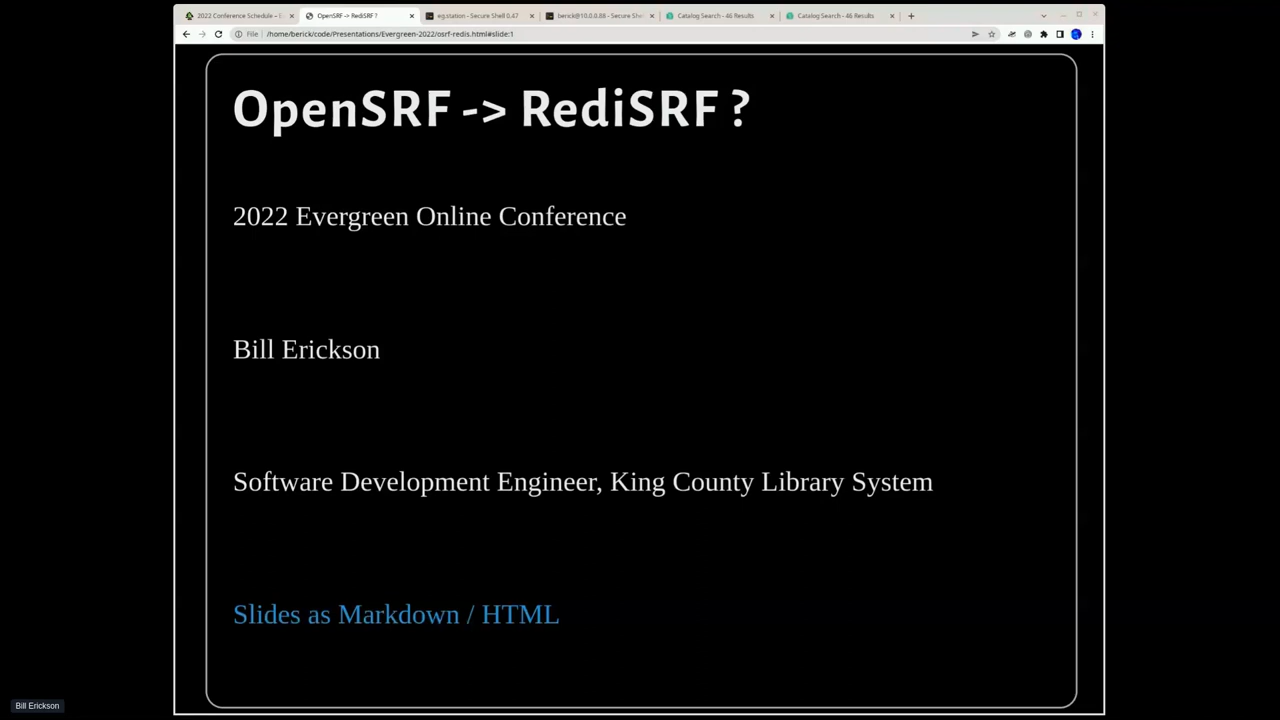 2022 Conference Schedule – E
OpenSRF -> RediSRF ?
eg.station - Secure Shell 0.47
berick@10.0.0.88 - Secure She
Catalog Search - 46 Results
Catalog Search - 46 Results
File
/home/berick/code/Presentations/Evergreen-2022/osrf-redis.html#slide:1
OpenSRF -> RediSRF ?
2022 Evergreen Online Conference
Bill Erickson
Software Development Engineer, King County Library System
Slides as Markdown / HTML
Bill Erickson